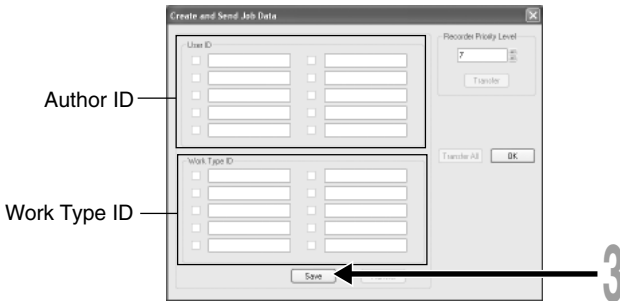 Create and Send Job Data
User ID
Recorder Priority Level
7
Transfer
Author ID
Transfer All
OK
Work Type ID
Work Type ID
Save
3